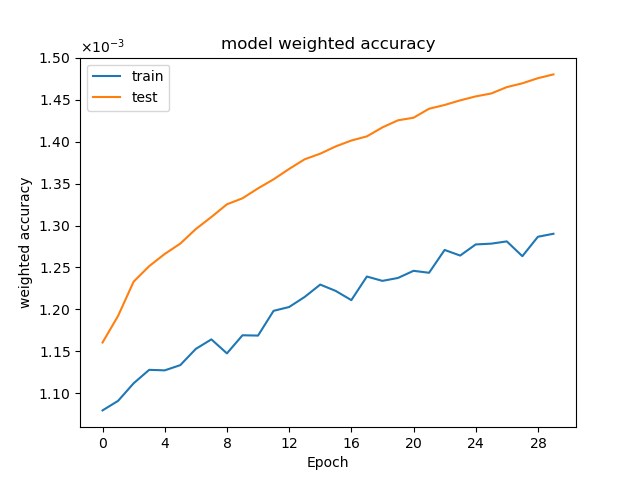 ×10⁻³
model weighted accuracy
train
test
1.50
1.45
1.40
1.35
1.30
1.25
1.20
1.15
1.10
weighted accuracy
0 4 8 12 16 20 24 28
Epoch